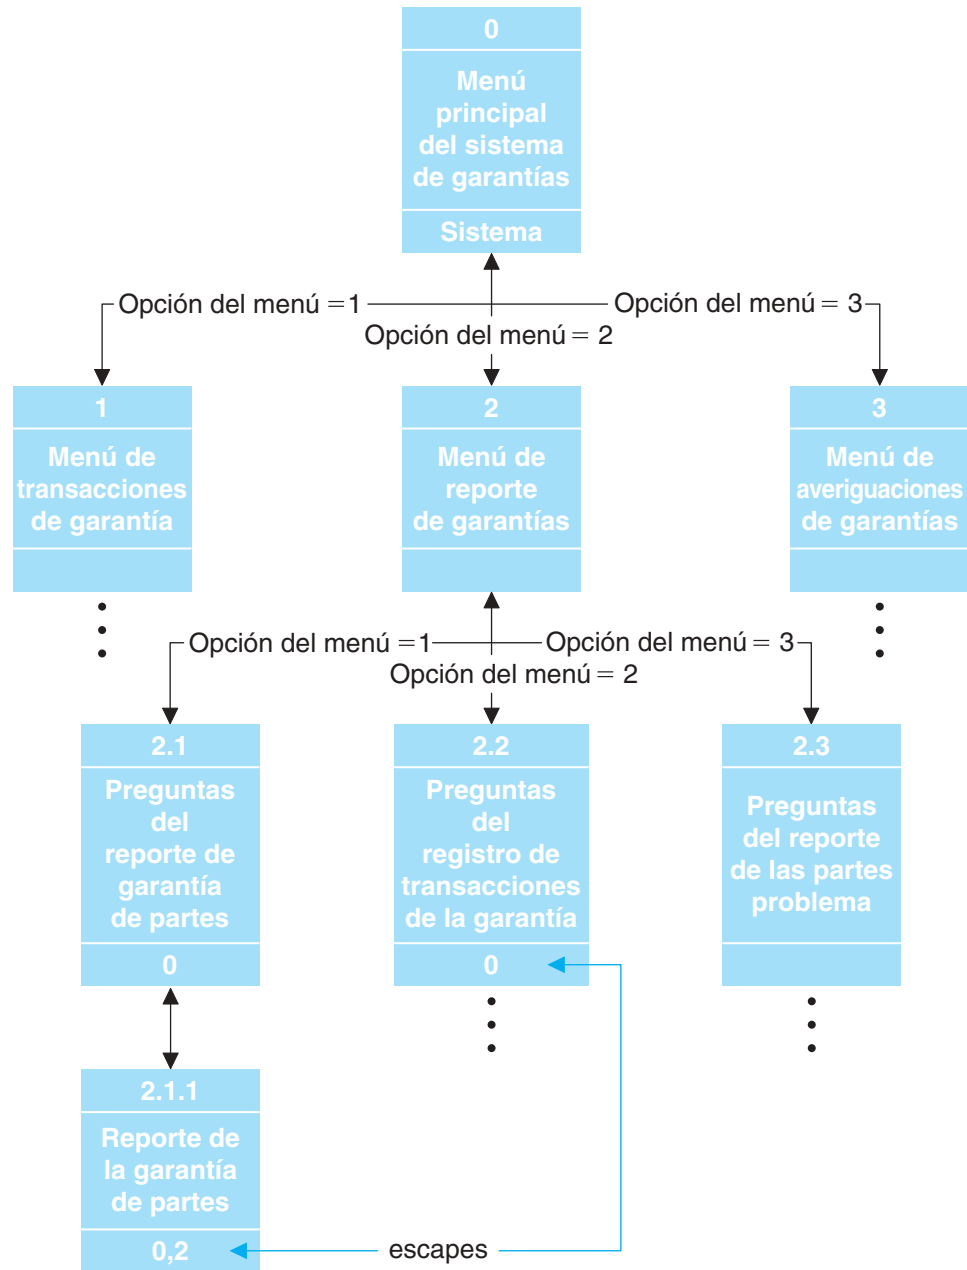 0
Menú
principal
del sistema
de garantías
Sistema
Opción del menú =1
Opción del menú = 3
Opción del menú = 2
1
Menú de
transacciones
de garantía
2
Menú de
reporte
de garantías
3
Menú de
averiguaciones
de garantías
Opción del menú =1
Opción del menú = 3
Opción del menú = 2
2.1
Preguntas
del
reporte de
garantía
de partes
0
2.2
Preguntas
del
registro de
transacciones
de la garantía
0
2.3
Preguntas
del reporte
de las partes
problema
2.1.1
Reporte de
la garantía
de partes
0,2
escapes